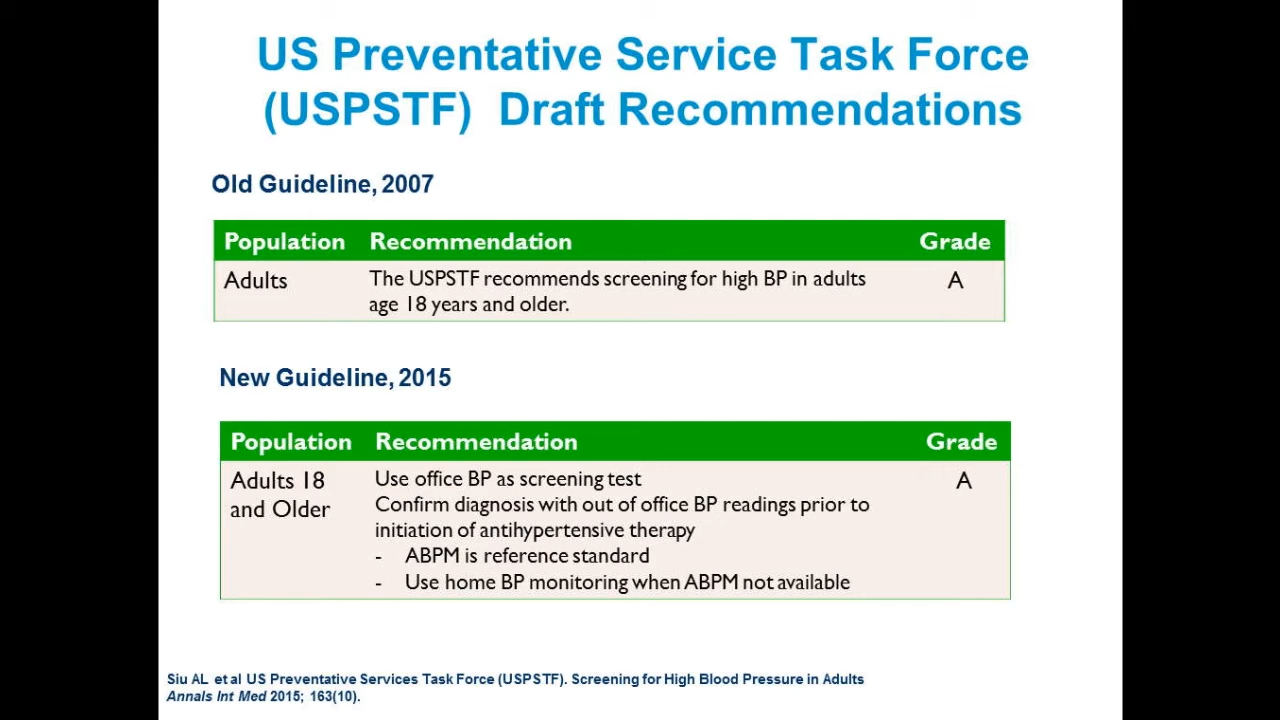 US Preventative Service Task Force
(USPSTF) Draft Recommendations
Old Guideline, 2007
Population Recommendation Grade
Adults The USPSTF recommends screening for high BP in adults A
age 18 years and older.
New Guideline, 2015
Population Recommendation Grade
Adults 18 Use office BP as screening test A
and Older Confirm diagnosis with out of office BP readings prior to
initiation of antihypertensive therapy
- ABPM is reference standard
- Use home BP monitoring when ABPM not available
Siu AL et al US Preventative Services Task Force (USPSTF). Screening for High Blood Pressure in Adults
Annals Int Med 2015; 163(10).